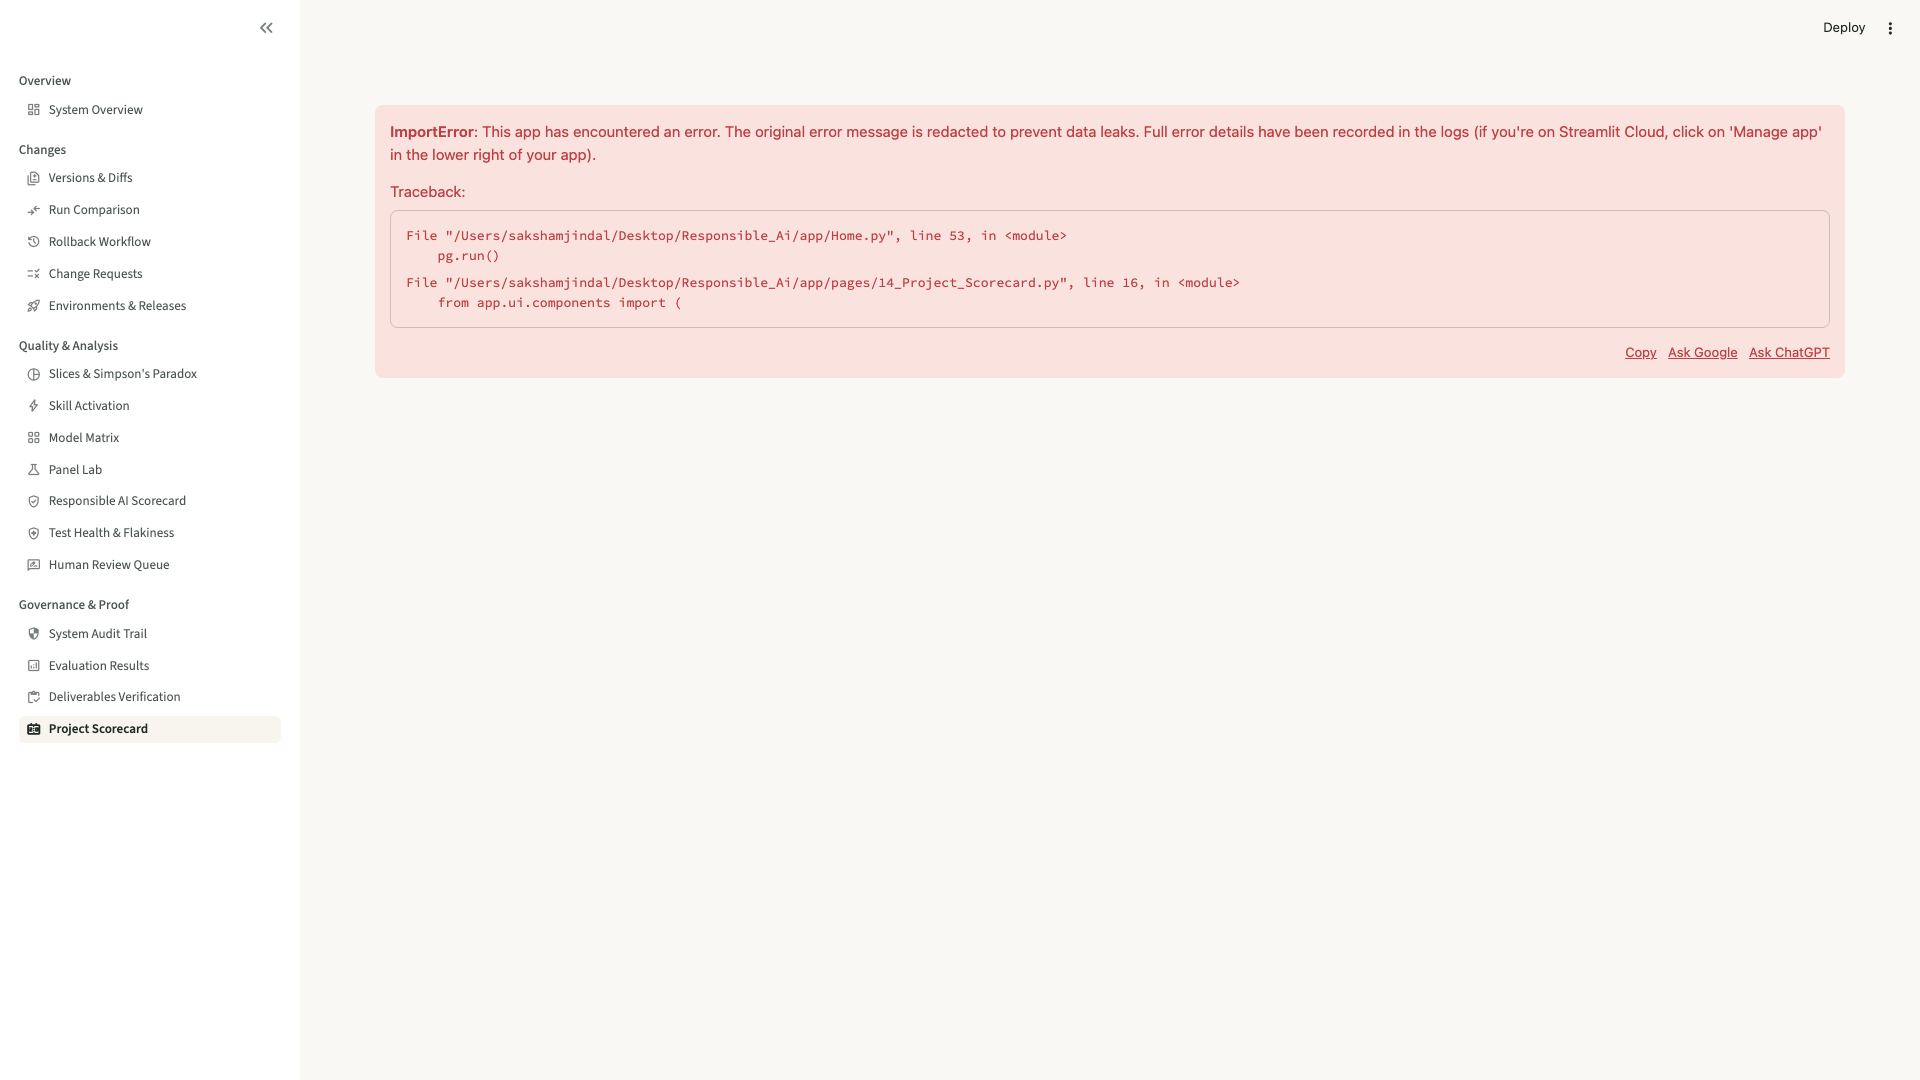 Deploy
Overview
System Overview
Changes
Versions & Diffs
Run Comparison
Rollback Workflow
Change Requests
Environments & Releases
Quality & Analysis
Slices & Simpson's Paradox
Skill Activation
Model Matrix
Panel Lab
Responsible AI Scorecard
Test Health & Flakiness
Human Review Queue
Governance & Proof
System Audit Trail
Evaluation Results
Deliverables Verification
Project Scorecard
ImportError: This app has encountered an error. The original error message is redacted to prevent data leaks. Full error details have been recorded in the logs (if you're on Streamlit Cloud, click on 'Manage app'
in the lower right of your app).
Traceback:
File "/Users/sakshamjindal/Desktop/Responsible_Ai/app/Home.py", line 53, in <module>
    pg.run()
File "/Users/sakshamjindal/Desktop/Responsible_Ai/app/pages/14_Project_Scorecard.py", line 16, in <module>
    from app.ui.components import (
Copy Ask Google Ask ChatGPT